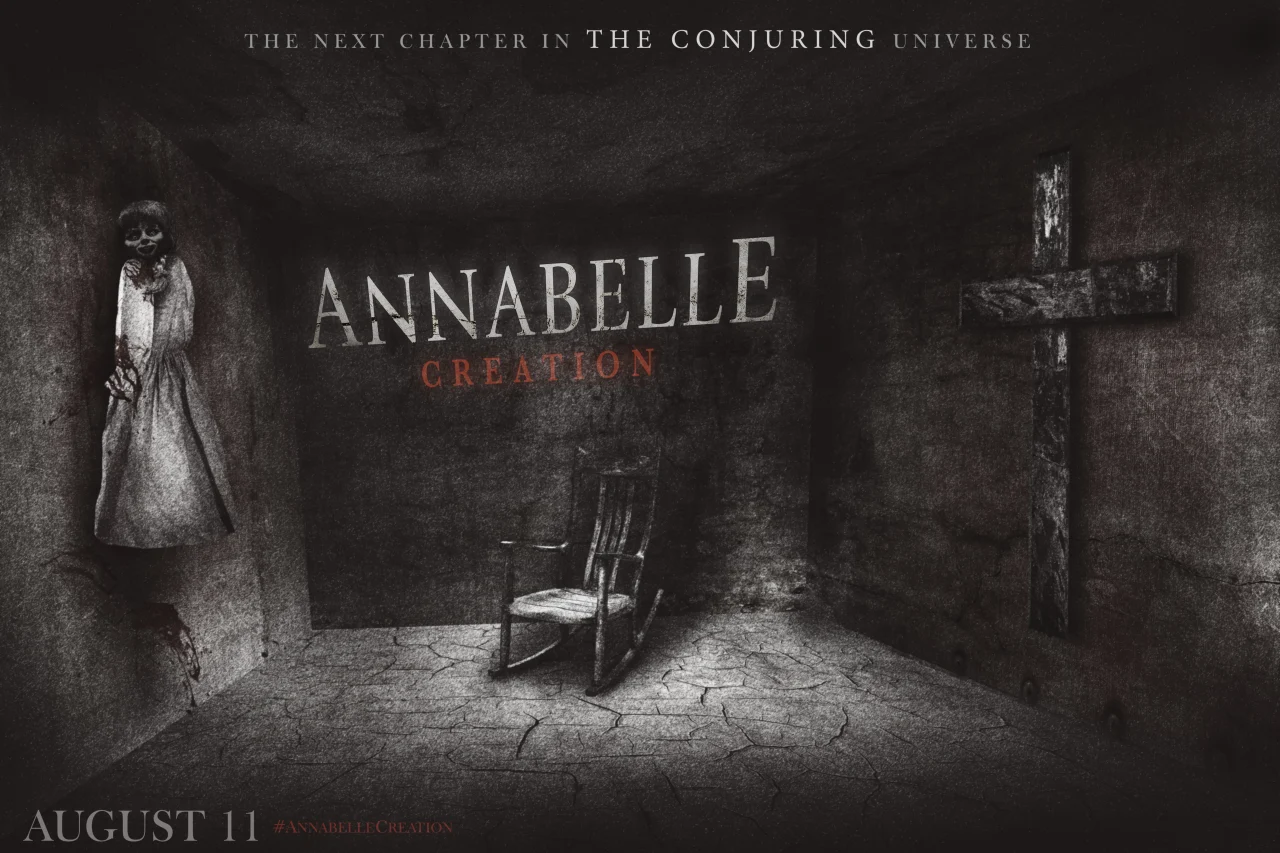 THE NEXT CHAPTER IN THE CONJURING UNIVERSE
ANNABELLE
CREATION
AUGUST 11 #ANNABELLECREATION